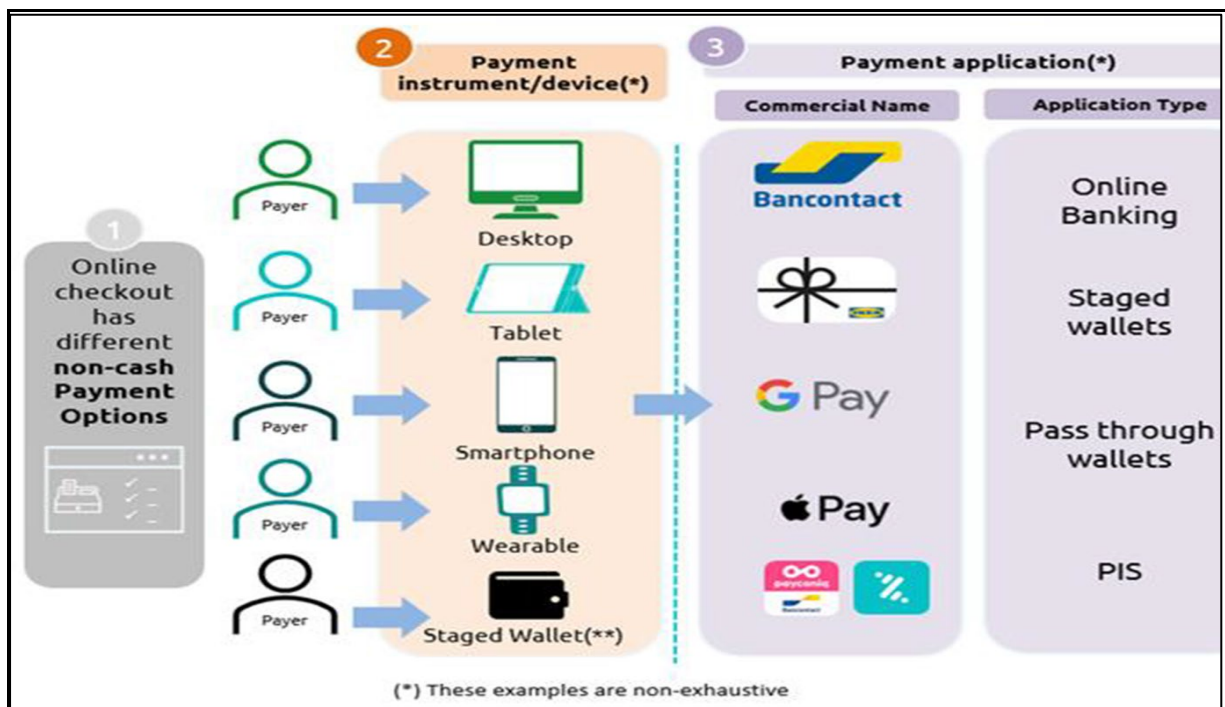 1
Online
checkout
has
different
non-cash
Payment
Options
Payer
Payer
Payer
Payer
Payer
2
Payment
instrument/device(*)
Desktop
Tablet
Smartphone
Wearable
Staged Wallet(**)
3
Payment application(*)
Commercial Name
Bancontact
IKEA
G Pay
Pay
payconiq
Bancontact
Application Type
Online
Banking
Staged
wallets
Pass through
wallets
PIS
(*) These examples are non-exhaustive